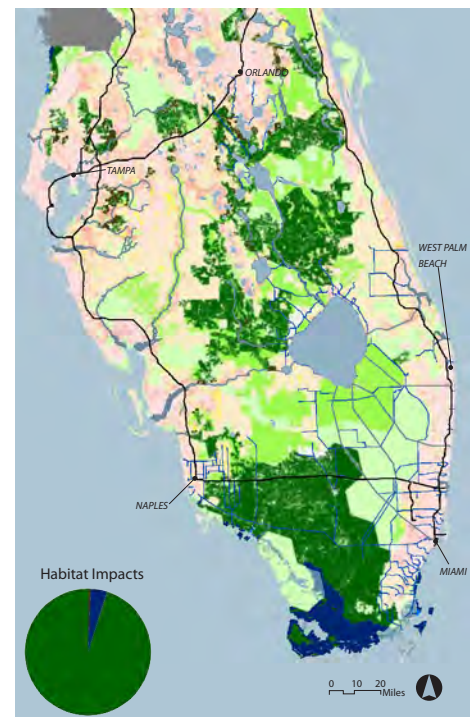 ORLANDO
TAMPA
WEST PALM
BEACH
NAPLES
MIAMI
Habitat Impacts
0 10 20
Miles